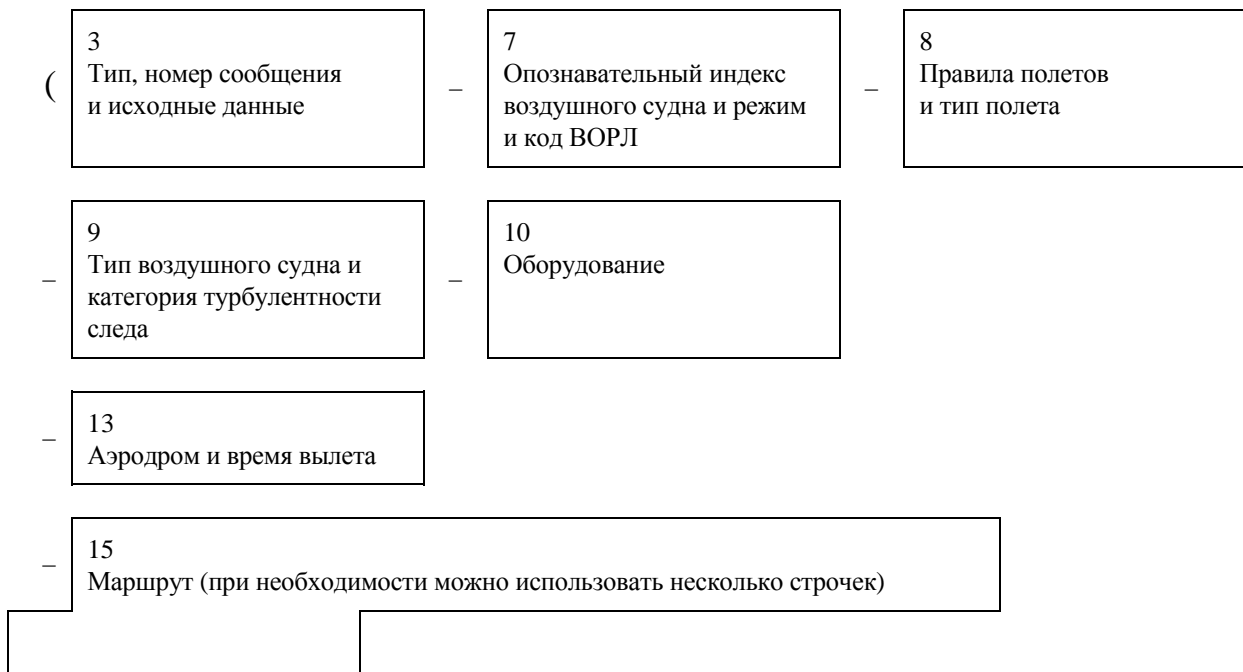 (
3
Тип, номер сообщения
и исходные данные
–
7
Опознавательный индекс
воздушного судна и режим
и код ВОРЛ
–
8
Правила полетов
и тип полета
–
9
Тип воздушного судна и
категория турбулентности
следа
–
10
Оборудование
–
13
Аэродром и время вылета
–
15
Маршрут (при необходимости можно использовать несколько строчек)